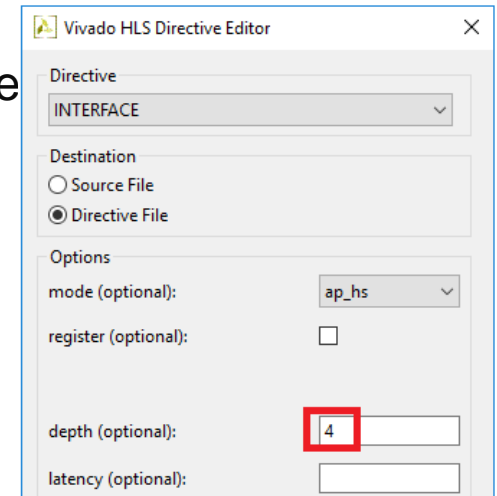 Vivado HLS Directive Editor
e
Directive
INTERFACE
Destination
Source File
Directive File
Options
mode (optional): ap_hs
register (optional):
depth (optional): 4
latency (optional):